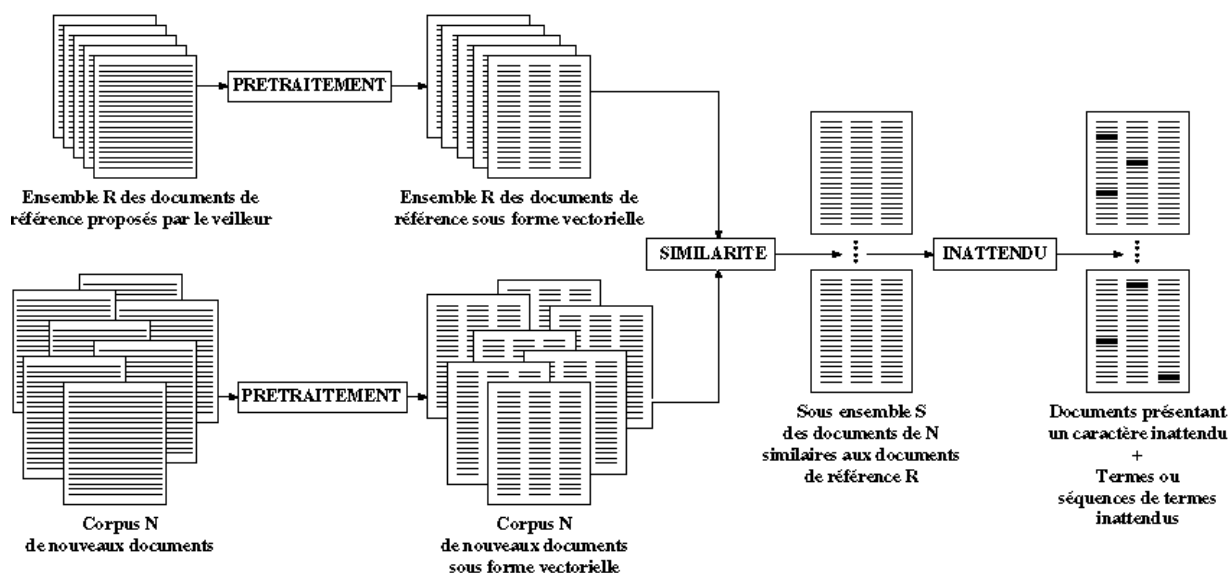 PRETRAITEMENT
Ensemble R des documents de
référence proposés par le veilleur
Ensemble R des documents de
référence sous forme vectorielle
SIMILARITE
INATTENDU
PRETRAITEMENT
Corpus N
de nouveaux documents
Corpus N
de nouveaux documents
sous forme vectorielle
Sous ensemble S
des documents de N
similaires aux documents
de référence R
Documents présentant
un caractère inattendu
+
Termes ou
séquences de termes
inattendus